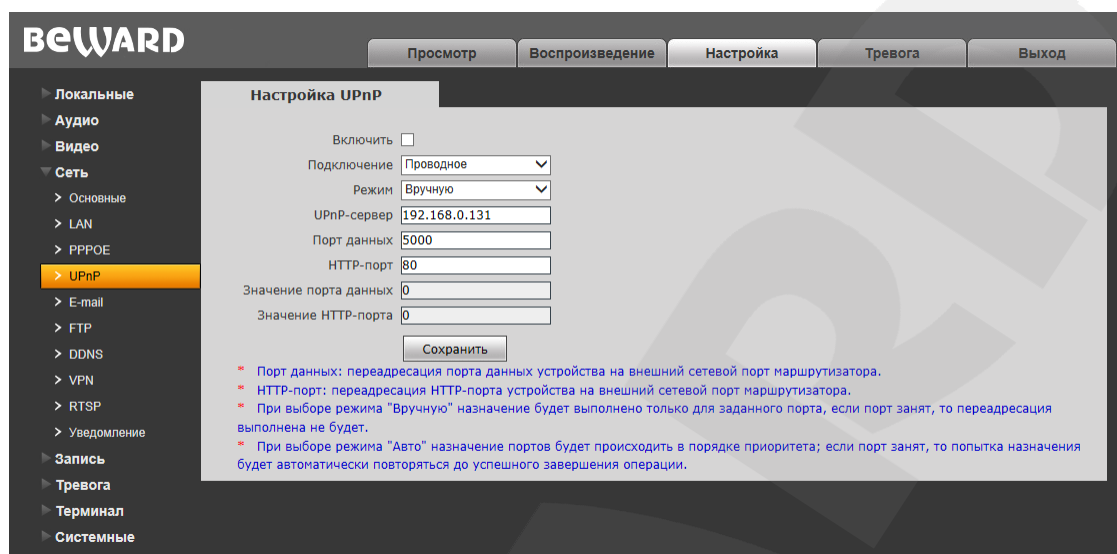 BEWARD
Просмотр
Воспроизведение
Настройка
Тревога
Выход
Локальные
Аудио
Видео
Сеть
Основные
LAN
PPPOE
UPnP
E-mail
FTP
DDNS
VPN
RTSP
Уведомление
Запись
Тревога
Терминал
Системные
Настройка UPnP
Включить
Подключение Проводное
Режим Вручную
UPnP-сервер 192.168.0.131
Порт данных 5000
HTTP-порт 80
Значение порта данных 0
Значение HTTP-порта 0
Сохранить
* Порт данных: переадресация порта данных устройства на внешний сетевой порт маршрутизатора.
* HTTP-порт: переадресация HTTP-порта устройства на внешний сетевой порт маршрутизатора.
* При выборе режима "Вручную" назначение будет выполнено только для заданного порта, если порт занят, то переадресация
выполнена не будет.
* При выборе режима "Авто" назначение портов будет происходить в порядке приоритета; если порт занят, то попытка назначения
будет автоматически повторяться до успешного завершения операции.